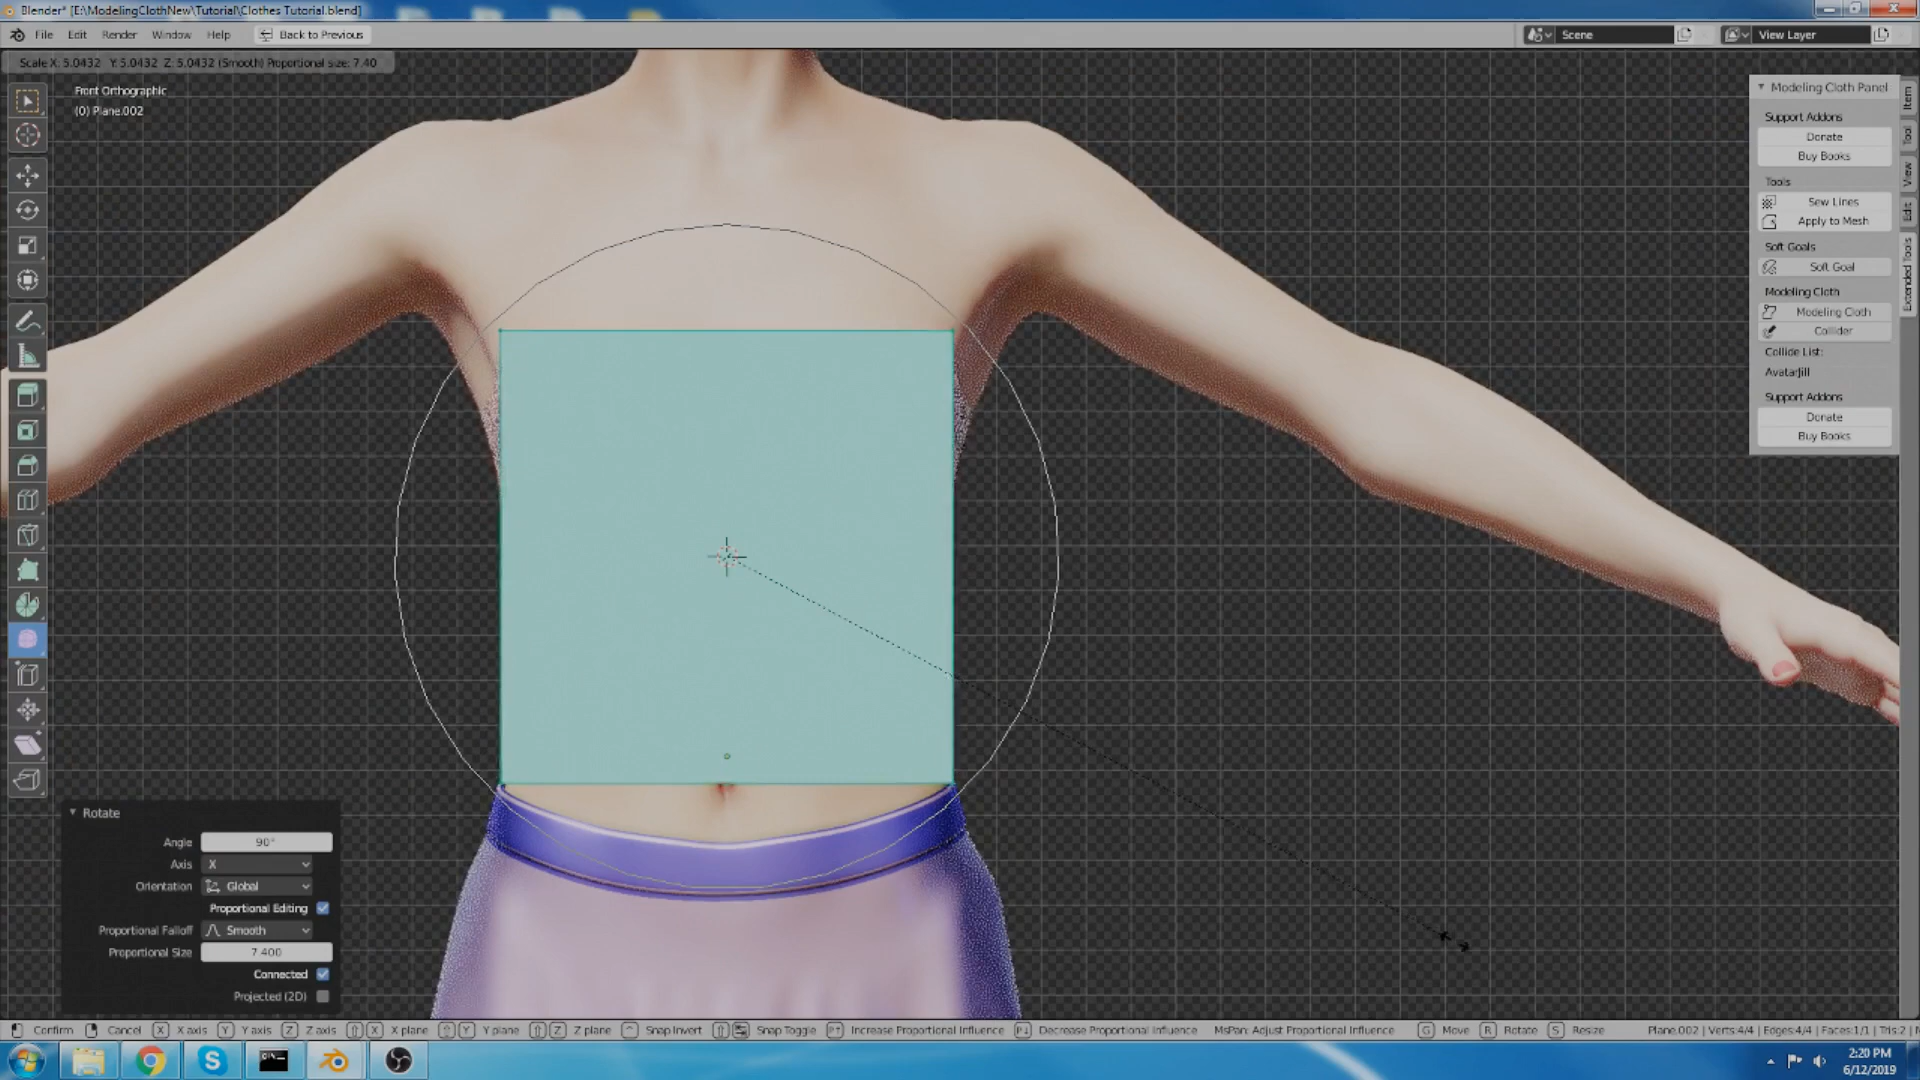 Blender* [E:\ModelingClothNew\Tutorial\Clothes Tutorial.blend]
File Edit Render Window Help Back to Previous
Scene View Layer
Scale X: 5.0432 Y: 5.0432 Z: 5.0432 (Smooth) Proportional size: 7.40
Front Orthographic
(0) Plane.002
Modeling Cloth Panel
Support Addons
Donate
Buy Books
Tools
Sew Lines
Apply to Mesh
Soft Goals
Soft Goal
Modeling Cloth
Modeling Cloth
Collider
Collide List:
AvatarJill
Support Addons
Donate
Buy Books
Item
Tool
View
Edit
Extended Tools
Rotate
Angle 90°
Axis X
Orientation Global
Proportional Editing
Proportional Falloff Smooth
Proportional Size 7.400
Connected
Projected (2D)
Confirm Cancel X X axis Y Y axis Z Z axis X X plane Y Y plane Z Z plane Snap Invert Snap Toggle Increase Proportional Influence Decrease Proportional Influence MsPan: Adjust Proportional Influence G Move R Rotate S Resize Plane.002 | Verts:4/4 | Edges:4/4 | Faces:1/1 | Tris:2 |
2:20 PM
6/12/2019